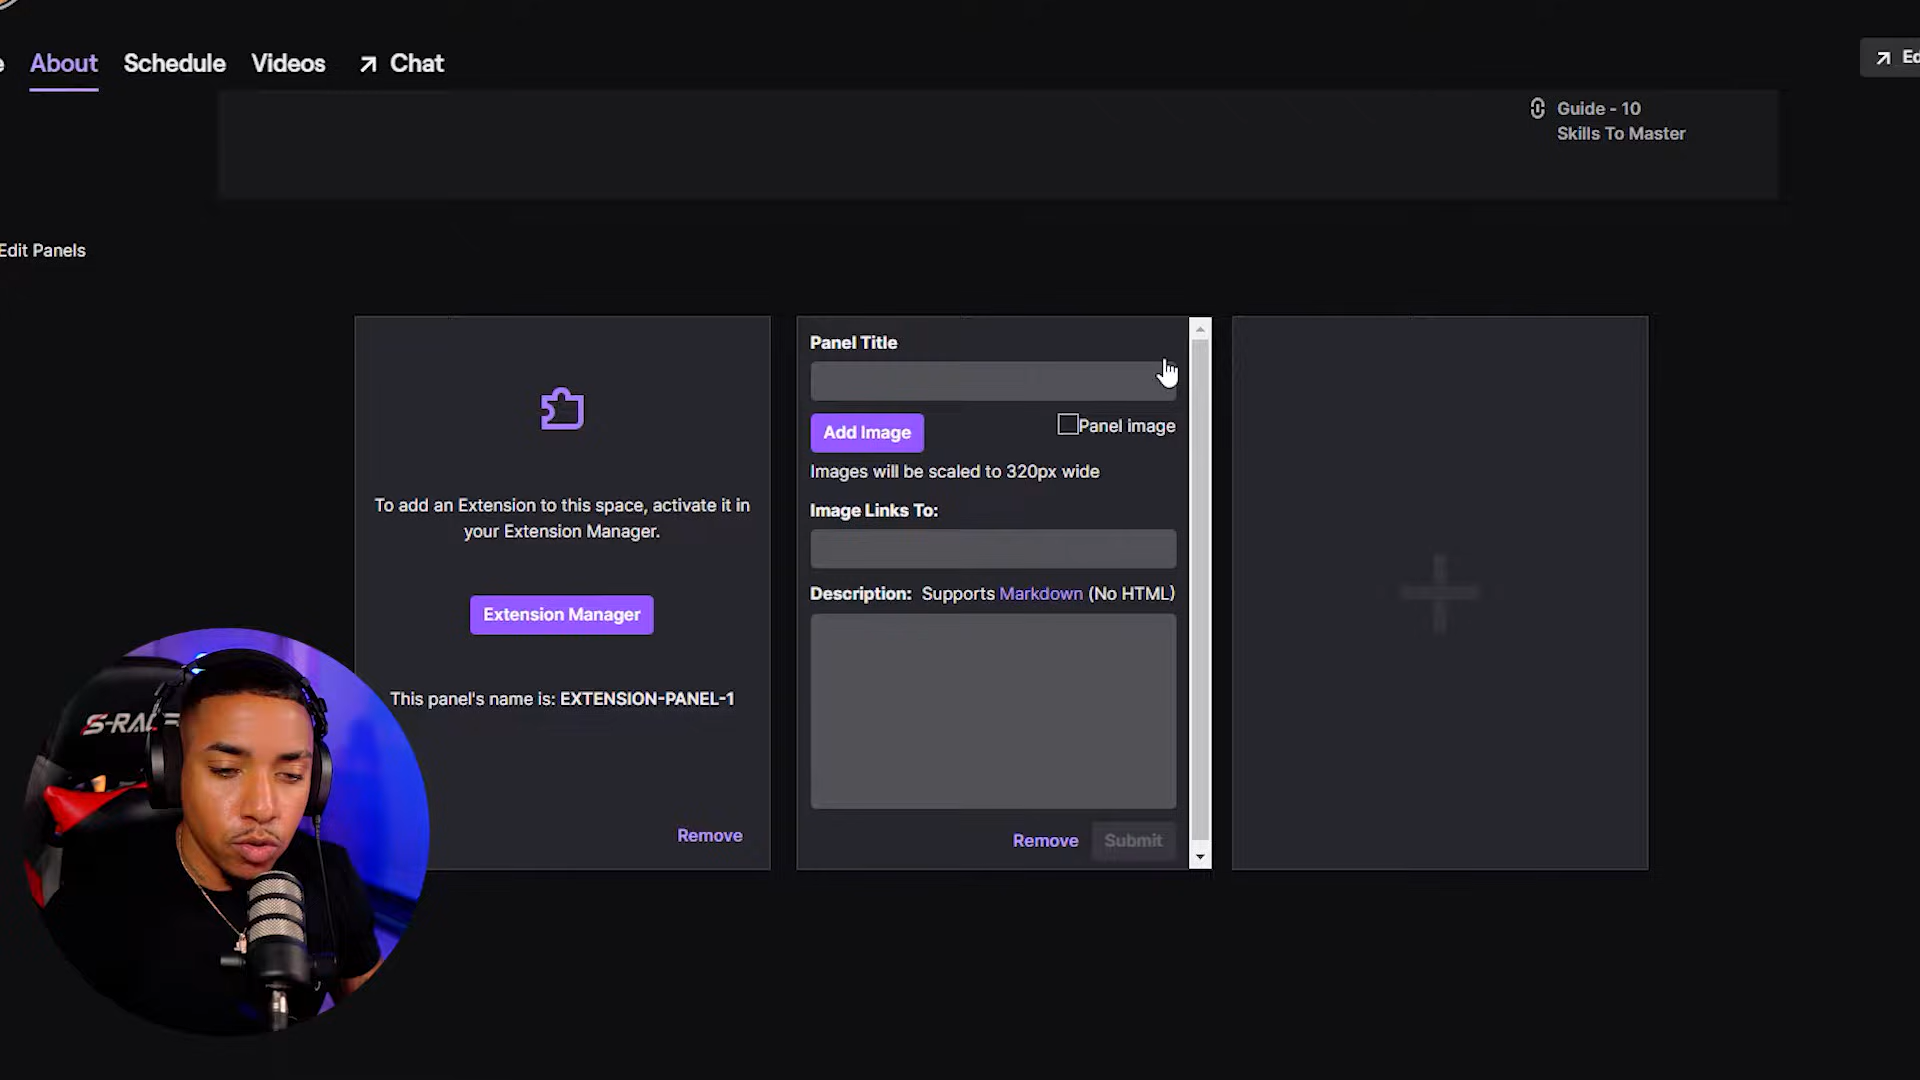 About Schedule Videos Chat
Guide - 10
Skills To Master
Edit Panels
To add an Extension to this space, activate it in
your Extension Manager.
Extension Manager
This panel's name is: EXTENSION-PANEL-1
Remove
Panel Title
Add Image
Panel image
Images will be scaled to 320px wide
Image Links To:
Description: Supports Markdown (No HTML)
Remove Submit